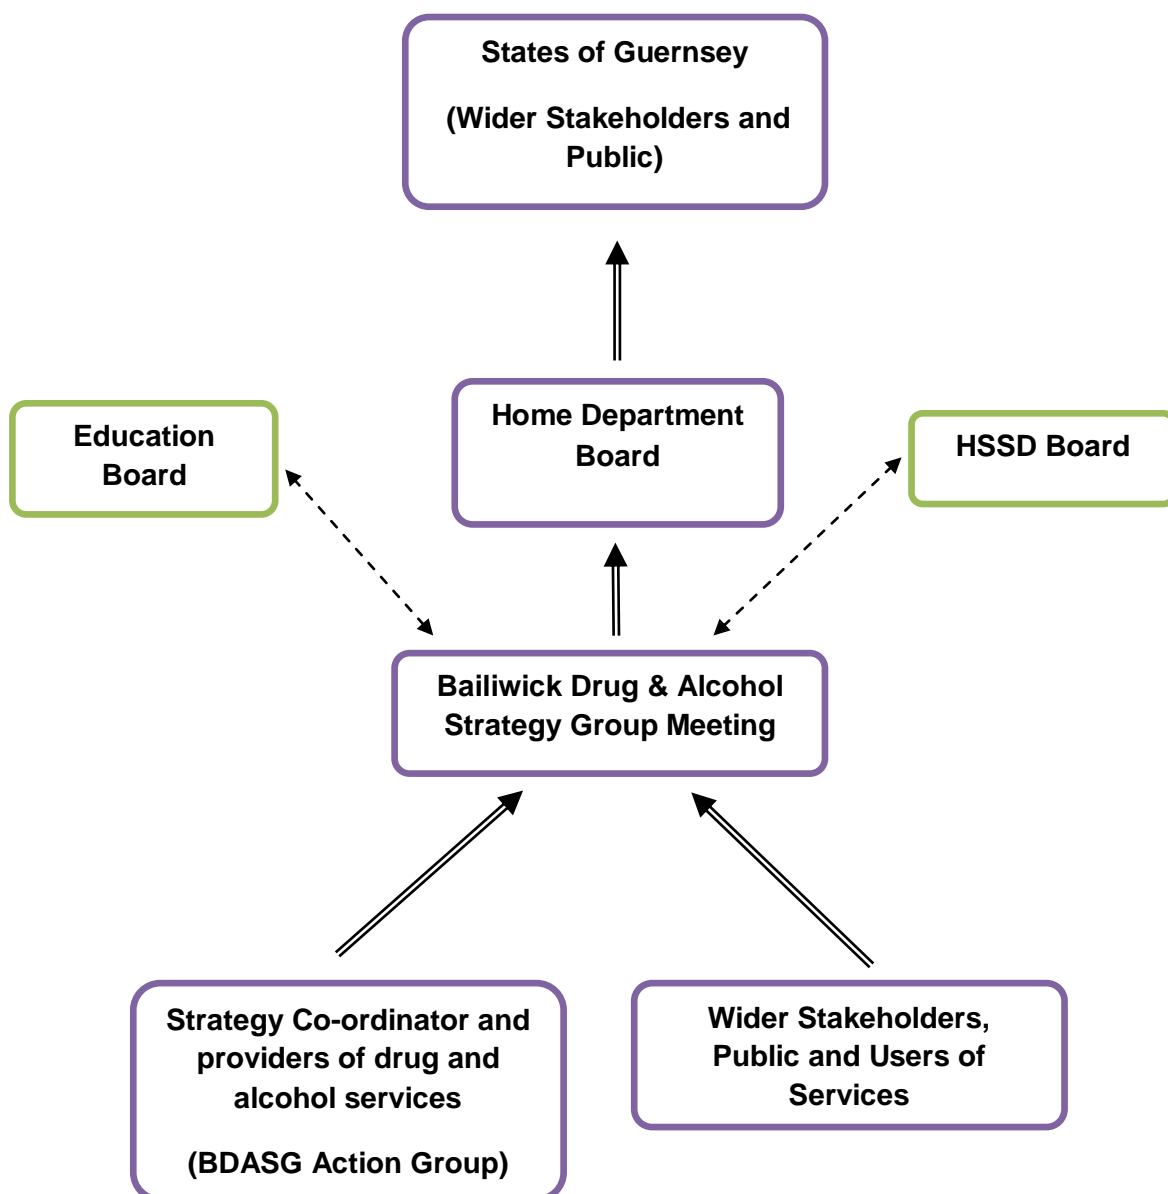 States of Guernsey
(Wider Stakeholders and
Public)
Education
Board
Home Department
Board
HSSD Board
Bailiwick Drug & Alcohol
Strategy Group Meeting
Strategy Co-ordinator and
providers of drug and
alcohol services
(BDASG Action Group)
Wider Stakeholders,
Public and Users of
Services